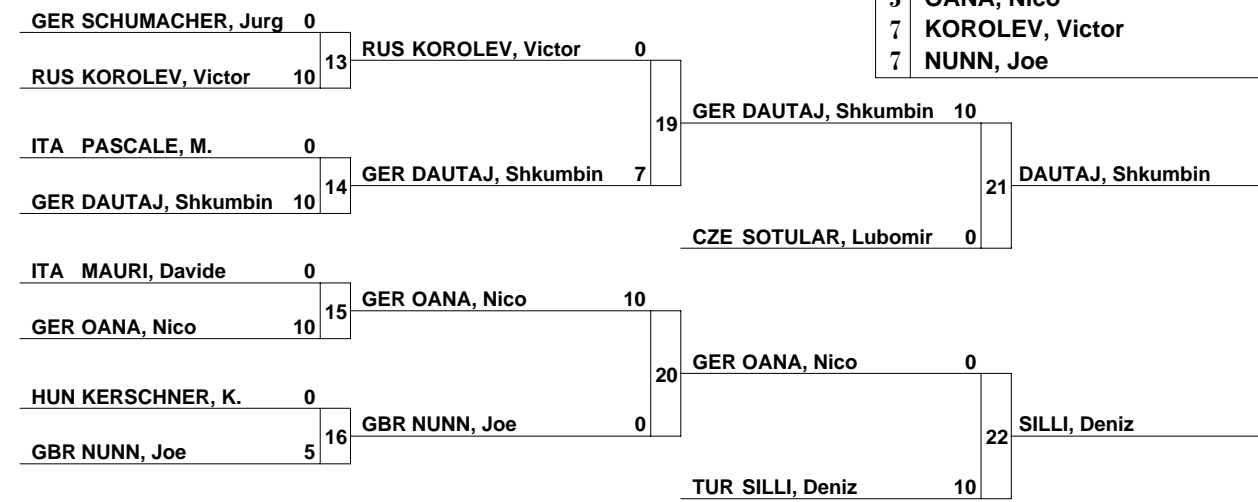 5 OANA, Nico
7 KOROLEV, Victor
7 NUNN, Joe
GER SCHUMACHER, Jurg 0
13
RUS KOROLEV, Victor 10
RUS KOROLEV, Victor 0
19
GER DAUTAJ, Shkumbin 7
ITA PASCALE, M. 0
14
GER DAUTAJ, Shkumbin 10
GER DAUTAJ, Shkumbin 10
21
CZE SOTULAR, Lubomir 0
DAUTAJ, Shkumbin
ITA MAURI, Davide 0
15
GER OANA, Nico 10
GER OANA, Nico 10
20
GBR NUNN, Joe 0
HUN KERSCHNER, K. 0
16
GBR NUNN, Joe 5
GER OANA, Nico 0
22
TUR SILLI, Deniz 10
SILLI, Deniz